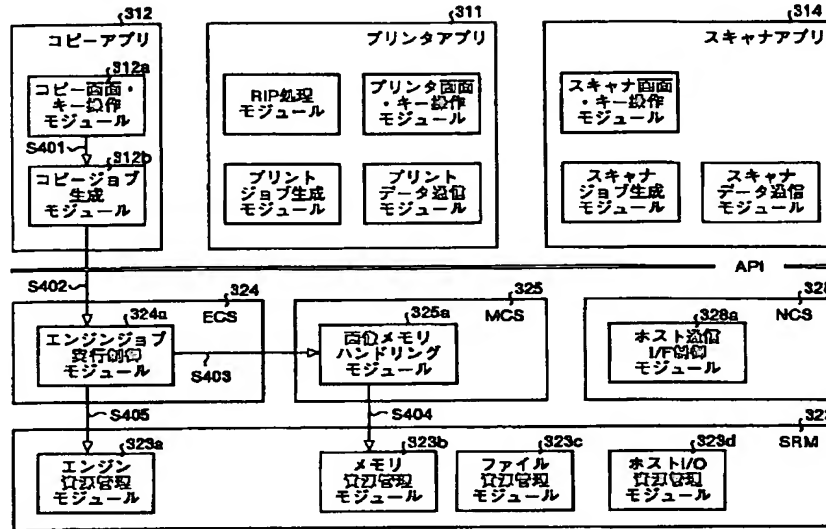 312
コピーアプリ
312a
コピー画面・
キー操作
モジュール
S401
312b
コピージョブ
生成
モジュール
311
プリンタアプリ
RIP処理
モジュール
プリンタ画面
・キー操作
モジュール
プリント
ジョブ生成
モジュール
プリント
データ送信
モジュール
314
スキャナアプリ
スキャナ画面
・キー操作
モジュール
スキャナ
ジョブ生成
モジュール
スキャナ
データ送信
モジュール
API
S402
324
ECS
324a
エンジンジョブ
実行制御
モジュール
S403
325
MCS
325a
画像メモリ
ハンドリング
モジュール
328
NCS
328a
ホスト通信
I/F制御
モジュール
S405
S404
323
SRM
323a
エンジン
資源管理
モジュール
323b
メモリ
資源管理
モジュール
323c
ファイル
資源管理
モジュール
323d
ホストI/O
資源管理
モジュール